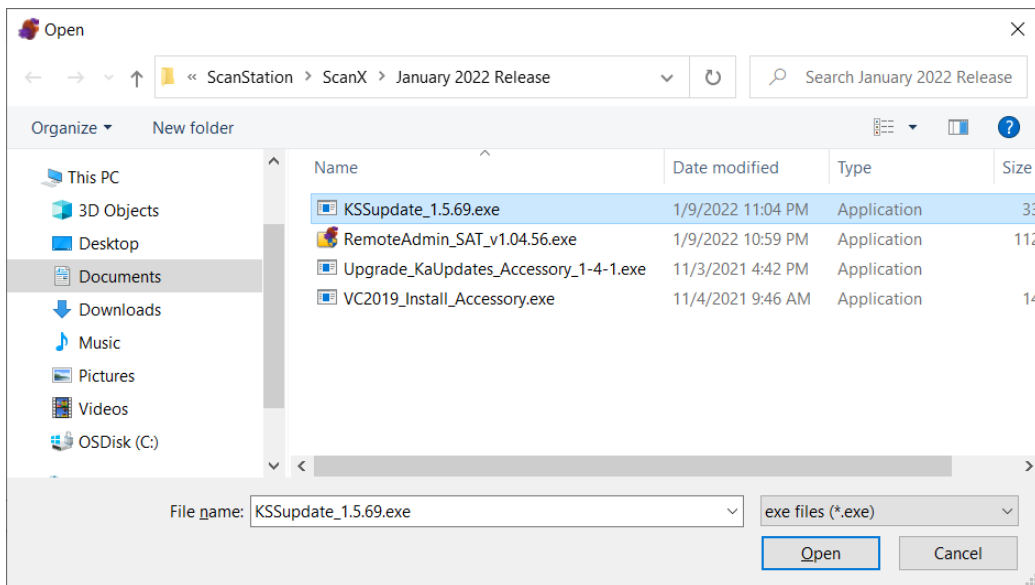 Open
« ScanStation > ScanX > January 2022 Release
Search January 2022 Release
Organize
New folder
Name Date modified Type Size
This PC
3D Objects
Desktop
Documents
Downloads
Music
Pictures
Videos
OSDisk (C:)
KSSupdate_1.5.69.exe 1/9/2022 11:04 PM Application 33
RemoteAdmin_SAT_v1.04.56.exe 1/9/2022 10:59 PM Application 112
Upgrade_KaUpdates_Accessory_1-4-1.exe 11/3/2021 4:42 PM Application
VC2019_Install_Accessory.exe 11/4/2021 9:46 AM Application 14
File name: KSSupdate_1.5.69.exe
exe files (*.exe)
Open
Cancel